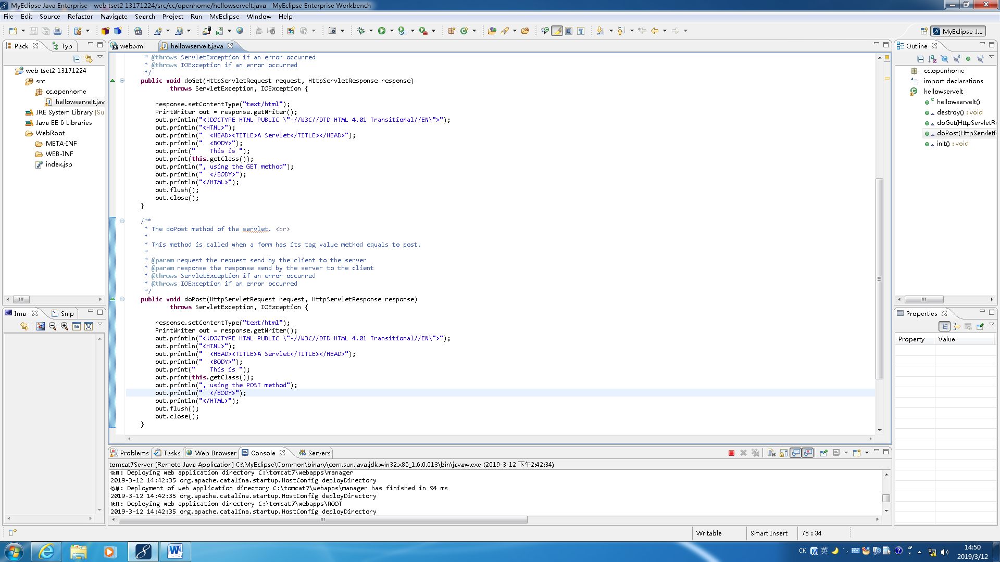 MyEclipse Java Enterprise - web tset2 13171224/src/cc/openhome/hellowservelt.java - MyEclipse Enterprise Workbench
File Edit Source Refactor Navigate Search Project Run MyEclipse Window Help
MyEclipse J...
Pack
Typ
web tset2 13171224
src
cc.openhome
hellowservelt.jav
JRE System Library [Su
Java EE 6 Libraries
WebRoot
META-INF
WEB-INF
index.jsp
Ima
Snip
web.xml
hellowservelt.java
* @throws ServletException if an error occurred
* @throws IOException if an error occurred
*/
public void doGet(HttpServletRequest request, HttpServletResponse response)
throws ServletException, IOException {
response.setContentType("text/html");
PrintWriter out = response.getWriter();
out.println("<!DOCTYPE HTML PUBLIC \"-//W3C//DTD HTML 4.01 Transitional//EN\">");
out.println("<HTML>");
out.println("  <HEAD><TITLE>A Servlet</TITLE></HEAD>");
out.println("  <BODY>");
out.print("    This is ");
out.print(this.getClass());
out.println(", using the GET method");
out.println("  </BODY>");
out.println("</HTML>");
out.flush();
out.close();
}
/**
* The doPost method of the servlet. <br>
*
* This method is called when a form has its tag value method equals to post.
*
* @param request the request send by the client to the server
* @param response the response send by the server to the client
* @throws ServletException if an error occurred
* @throws IOException if an error occurred
*/
public void doPost(HttpServletRequest request, HttpServletResponse response)
throws ServletException, IOException {
response.setContentType("text/html");
PrintWriter out = response.getWriter();
out.println("<!DOCTYPE HTML PUBLIC \"-//W3C//DTD HTML 4.01 Transitional//EN\">");
out.println("<HTML>");
out.println("  <HEAD><TITLE>A Servlet</TITLE></HEAD>");
out.println("  <BODY>");
out.print("    This is ");
out.print(this.getClass());
out.println(", using the POST method");
out.println("  </BODY>");
out.println("</HTML>");
out.flush();
out.close();
}
Outline
cc.openhome
import declarations
hellowservelt
hellowservelt()
destroy() : void
doGet(HttpServletR
doPost(HttpServletR
init() : void
Properties
Property Value
Problems Tasks Web Browser Console Servers
tomcat7Server [Remote Java Application] C:\MyEclipse\Common\binary\com.sun.java.jdk.win32.x86_1.6.0.013\bin\javaw.exe (2019-3-12 下午2:42:34)
信息: Deploying web application directory C:\tomcat7\webapps\manager
2019-3-12 14:42:35 org.apache.catalina.startup.HostConfig deployDirectory
信息: Deployment of web application directory C:\tomcat7\webapps\manager has finished in 94 ms
2019-3-12 14:42:35 org.apache.catalina.startup.HostConfig deployDirectory
信息: Deploying web application directory C:\tomcat7\webapps\ROOT
2019-3-12 14:42:35 org.apache.catalina.startup.HostConfig deployDirectory
Writable
Smart Insert
78 : 34
CH
英
14:50
2019/3/12